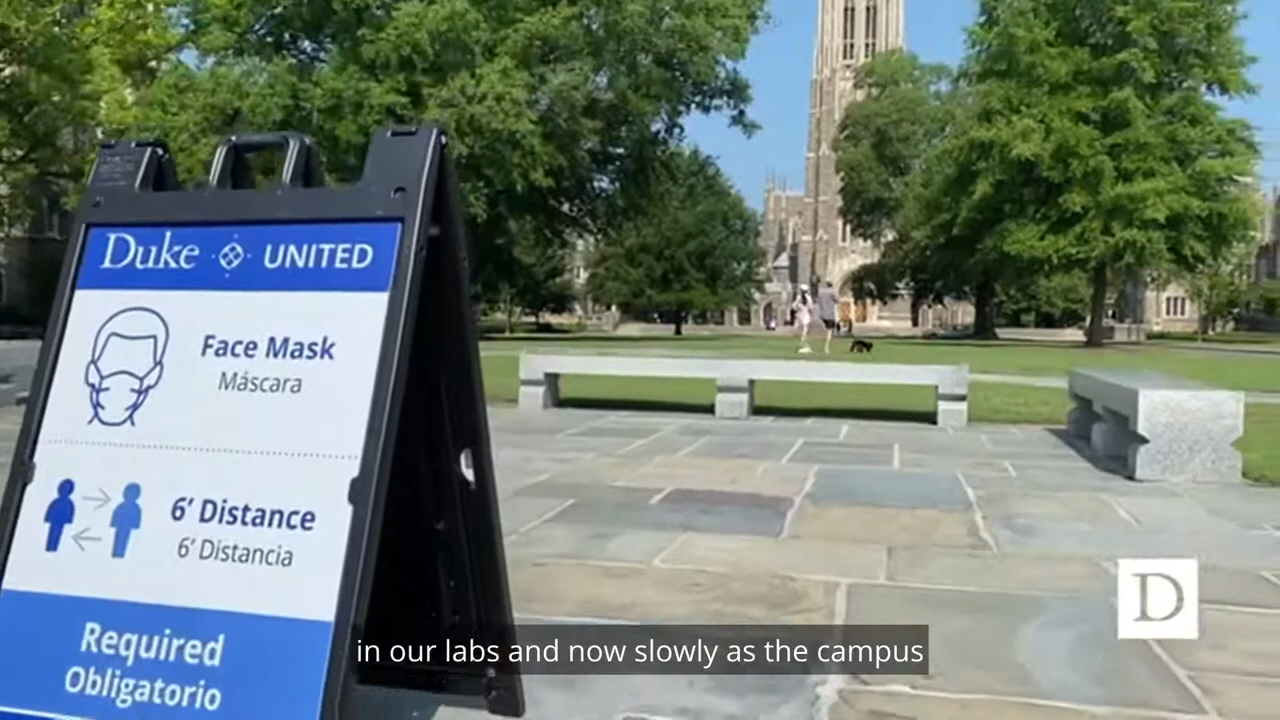 Duke UNITED
Face Mask
Máscara
6’ Distance
6’ Distancia
Required
Obligatorio
D
in our labs and now slowly as the campus